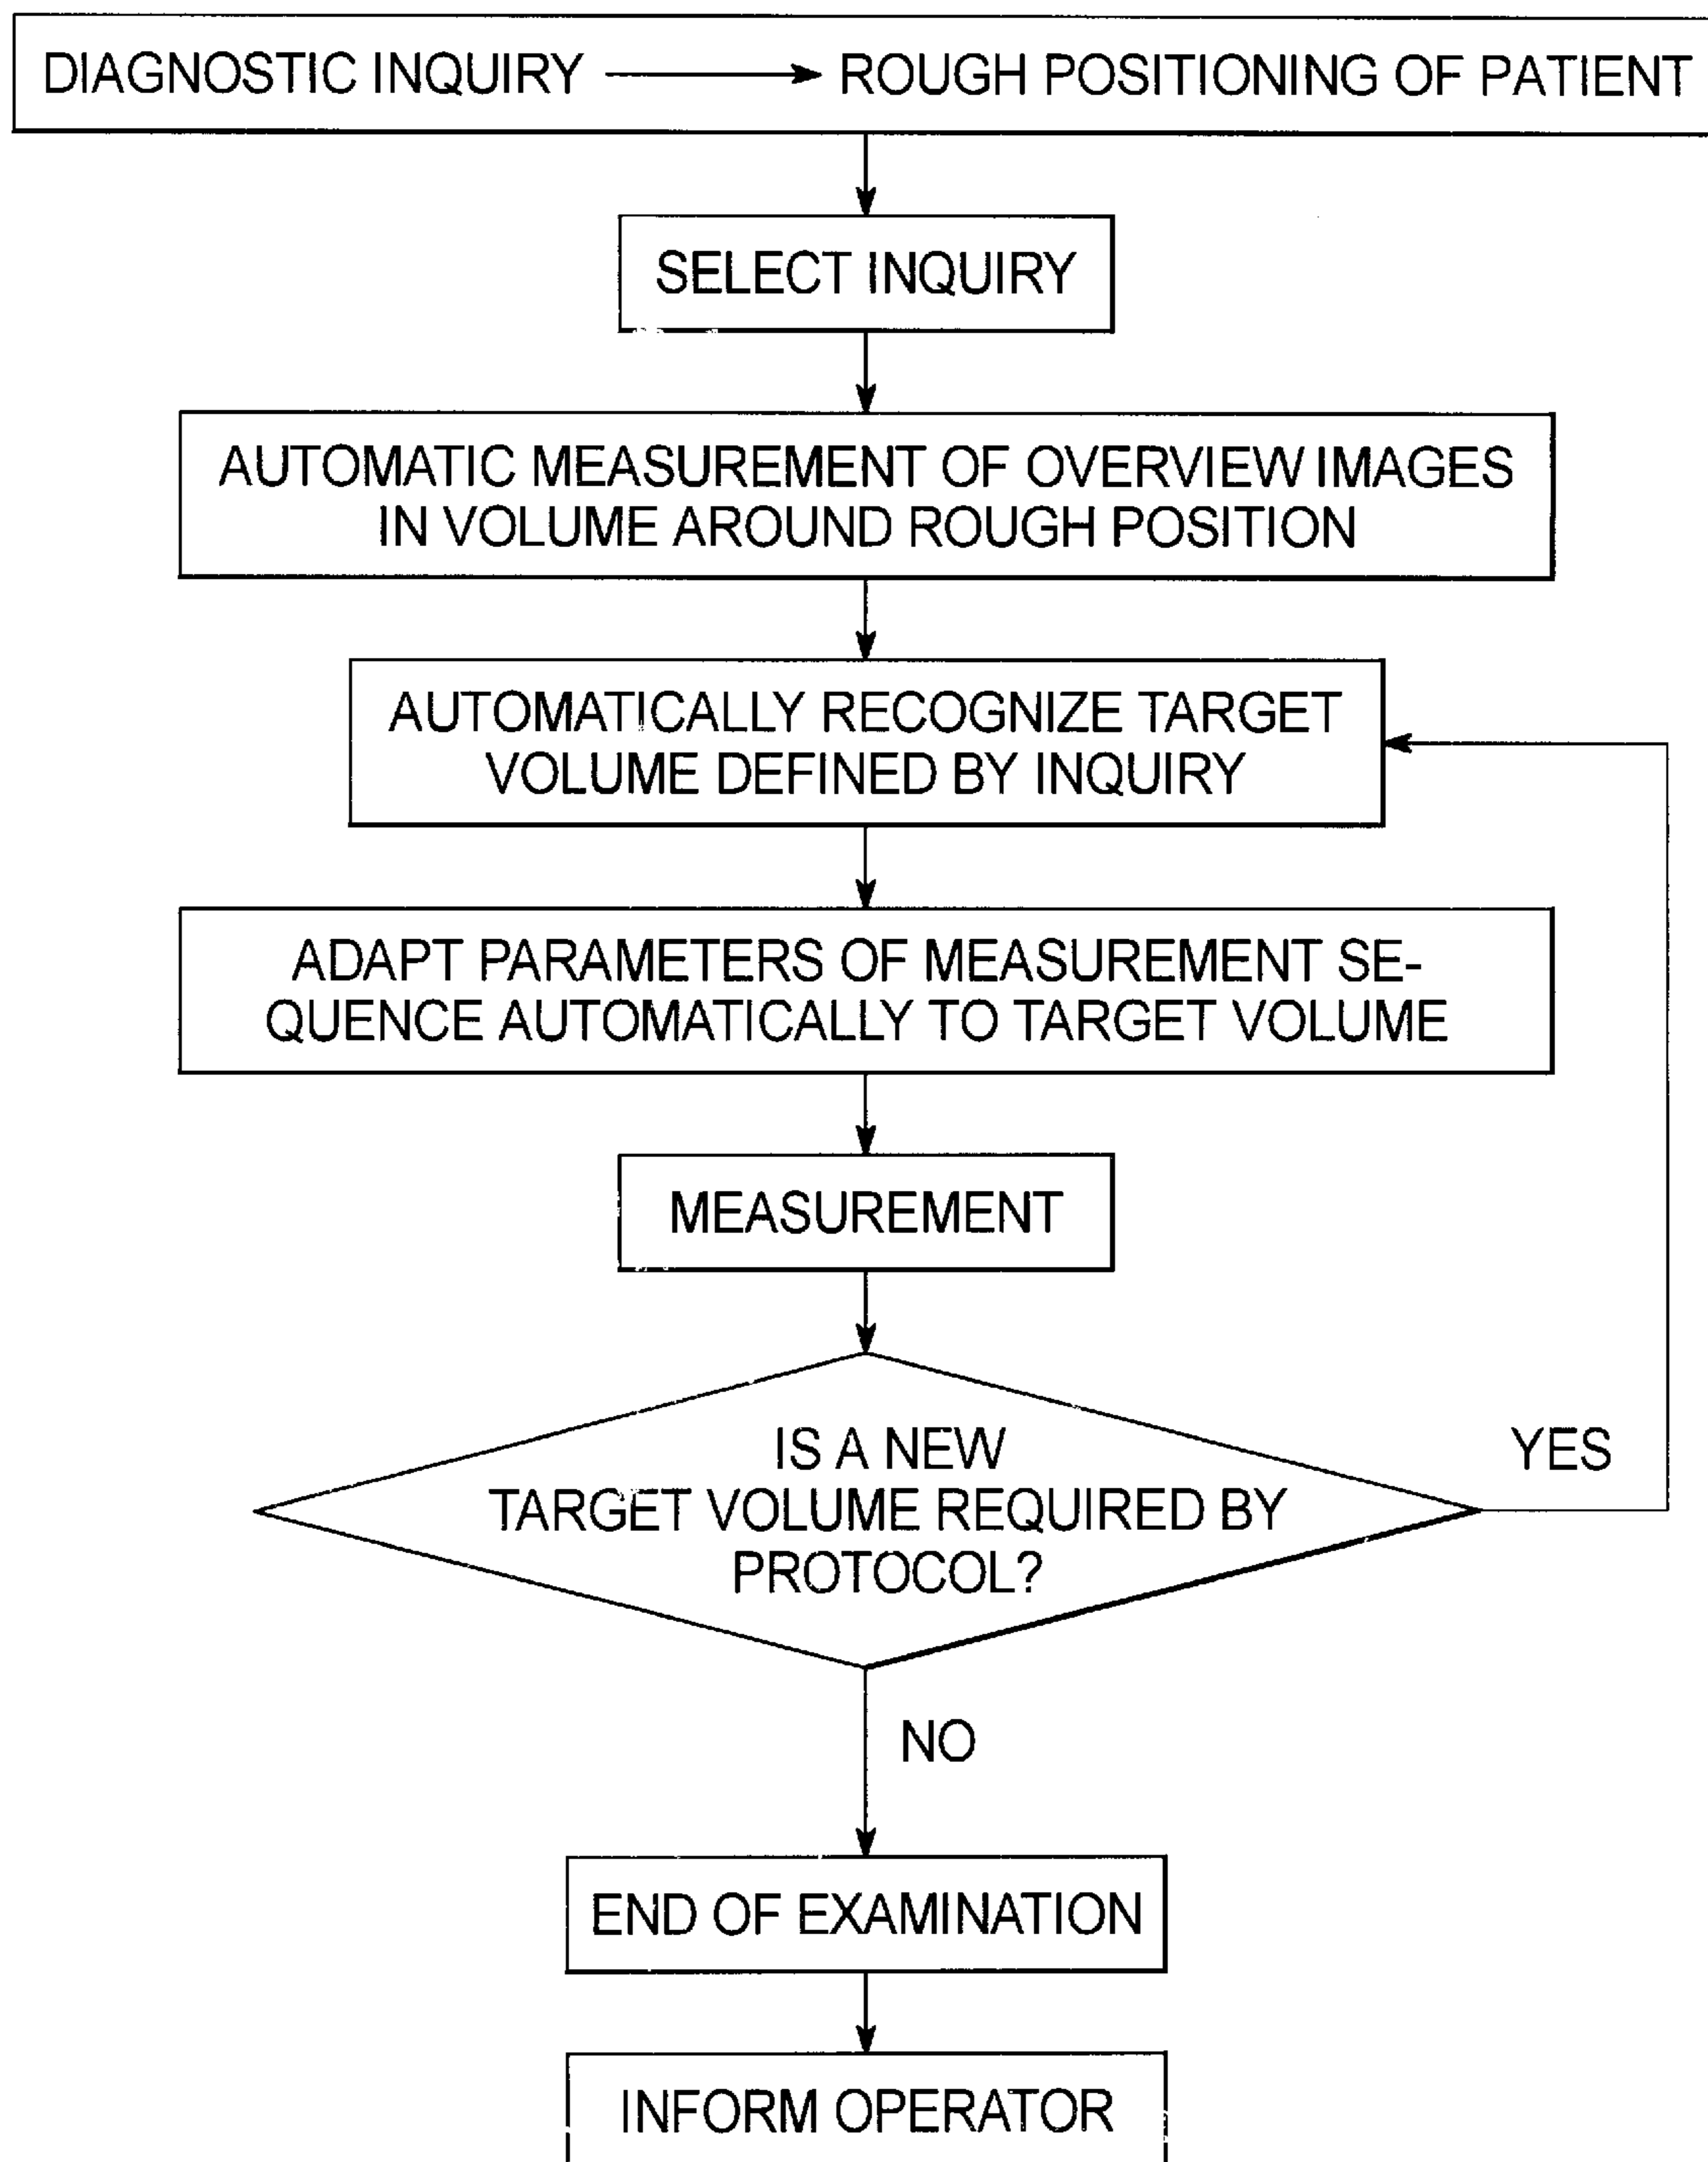 DIAGNOSTIC INQUIRY ROUGH POSITIONING OF PATIENT
SELECT INQUIRY
AUTOMATIC MEASUREMENT OF OVERVIEW IMAGES
IN VOLUME AROUND ROUGH POSITION
AUTOMATICALLY RECOGNIZE TARGET
VOLUME DEFINED BY INQUIRY
ADAPT PARAMETERS OF MEASUREMENT SE-
QUENCE AUTOMATICALLY TO TARGET VOLUME
MEASUREMENT
IS A NEW
TARGET VOLUME REQUIRED BY
PROTOCOL?
YES
NO
END OF EXAMINATION
INFORM OPERATOR